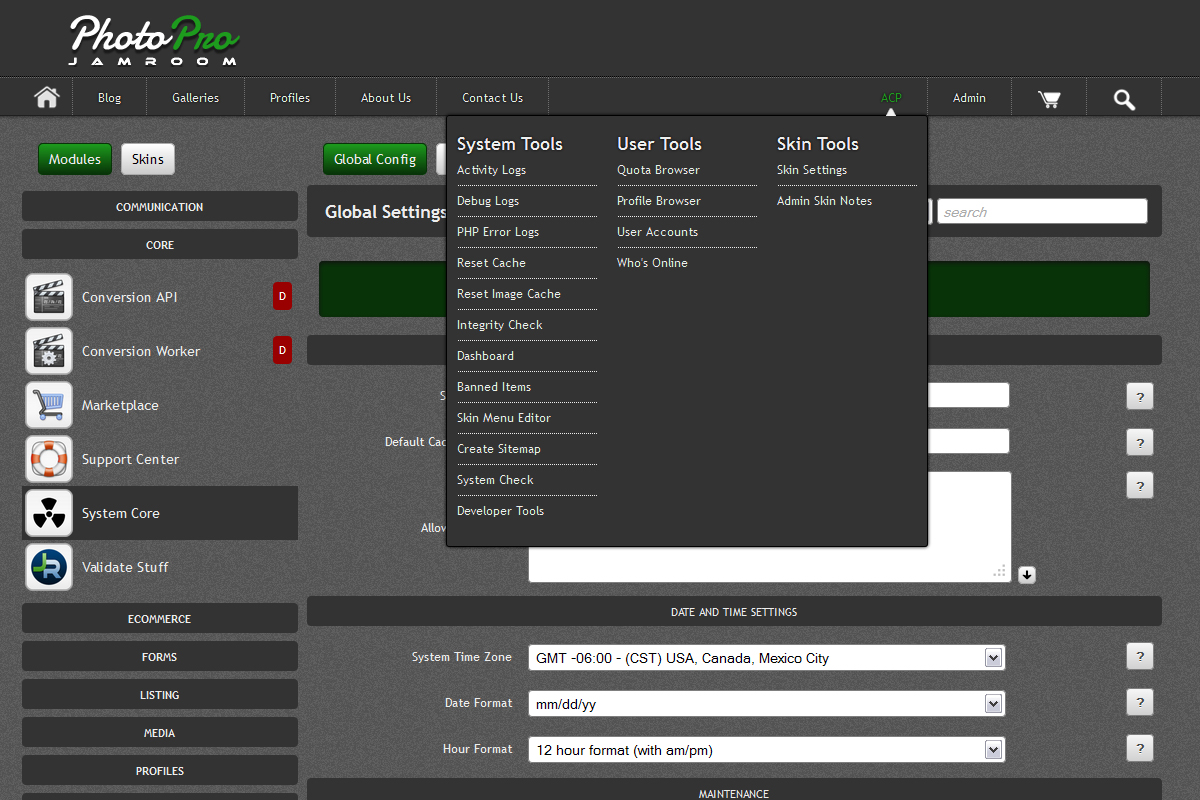 PhotoPro
JAMROOM
Blog
Galleries
Profiles
About Us
Contact Us
ACP
Admin
Modules
Skins
Global Config
System Tools
Activity Logs
Debug Logs
PHP Error Logs
Reset Cache
Reset Image Cache
Integrity Check
Dashboard
Banned Items
Skin Menu Editor
Create Sitemap
System Check
Developer Tools
User Tools
Quota Browser
Profile Browser
User Accounts
Who's Online
Skin Tools
Skin Settings
Admin Skin Notes
COMMUNICATION
CORE
Conversion API
D
Conversion Worker
D
Marketplace
Support Center
System Core
JR
Validate Stuff
ECOMMERCE
FORMS
LISTING
MEDIA
PROFILES
Global Settings
search
S
?
Default Cac
?
Allow
?
DATE AND TIME SETTINGS
System Time Zone
GMT -06:00 - (CST) USA, Canada, Mexico City
?
Date Format
mm/dd/yy
?
Hour Format
12 hour format (with am/pm)
?
MAINTENANCE